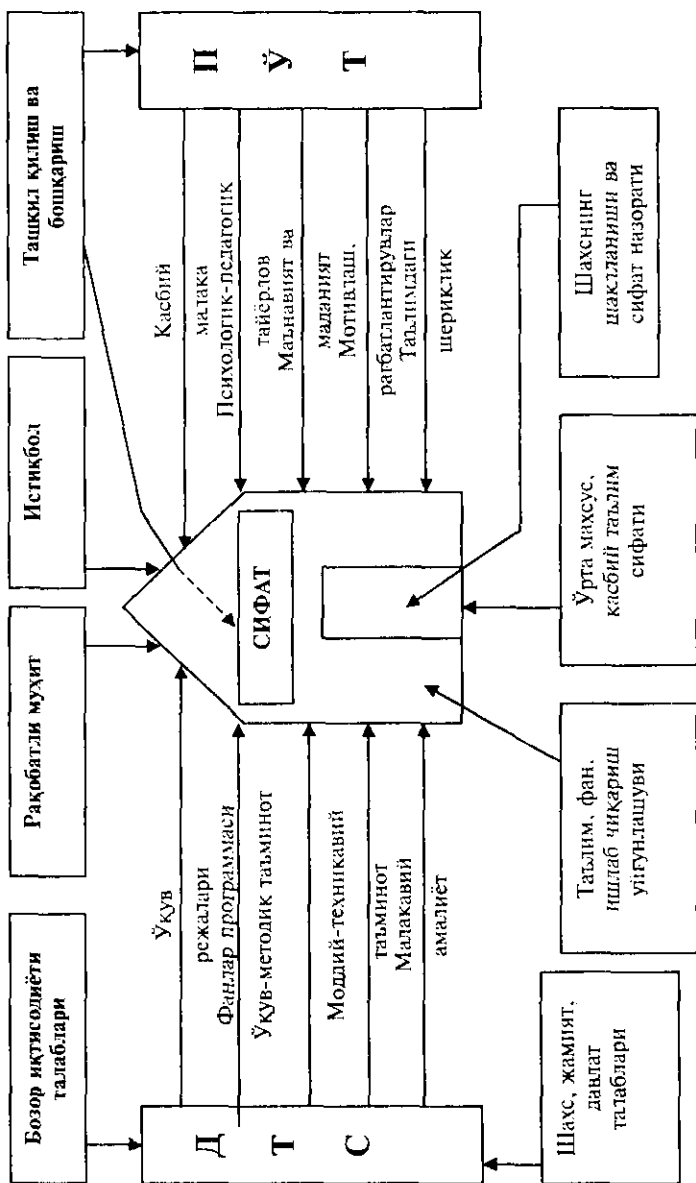 Бозор иқтисодиёти
талаблари
Рақобатли муҳит
Истиқбол
Ташкил қилиш ва
бошқариш
Д
Т
С
Ўқув
режалари
Фанлар программаси
Ўқув-методик таъминот
Моддий-техникавий
таъминот
Малакавий
амалиёт
СИФАТ
Касбий
малака
Психологик-педагогик
тайёрлов
Маънавият ва
маданият
Мотивлаш,
рағбатлантирувлар
Таълимдаги
шериклик
П
Ў
Т
Шахс, жамият,
давлат
талаблари
Таълим, фан,
ишлаб чиқариш
уйғунлашуви
Ўрта махсус,
касбий таълим
сифати
Шахснинг
шаклланиши ва
сифат назорати